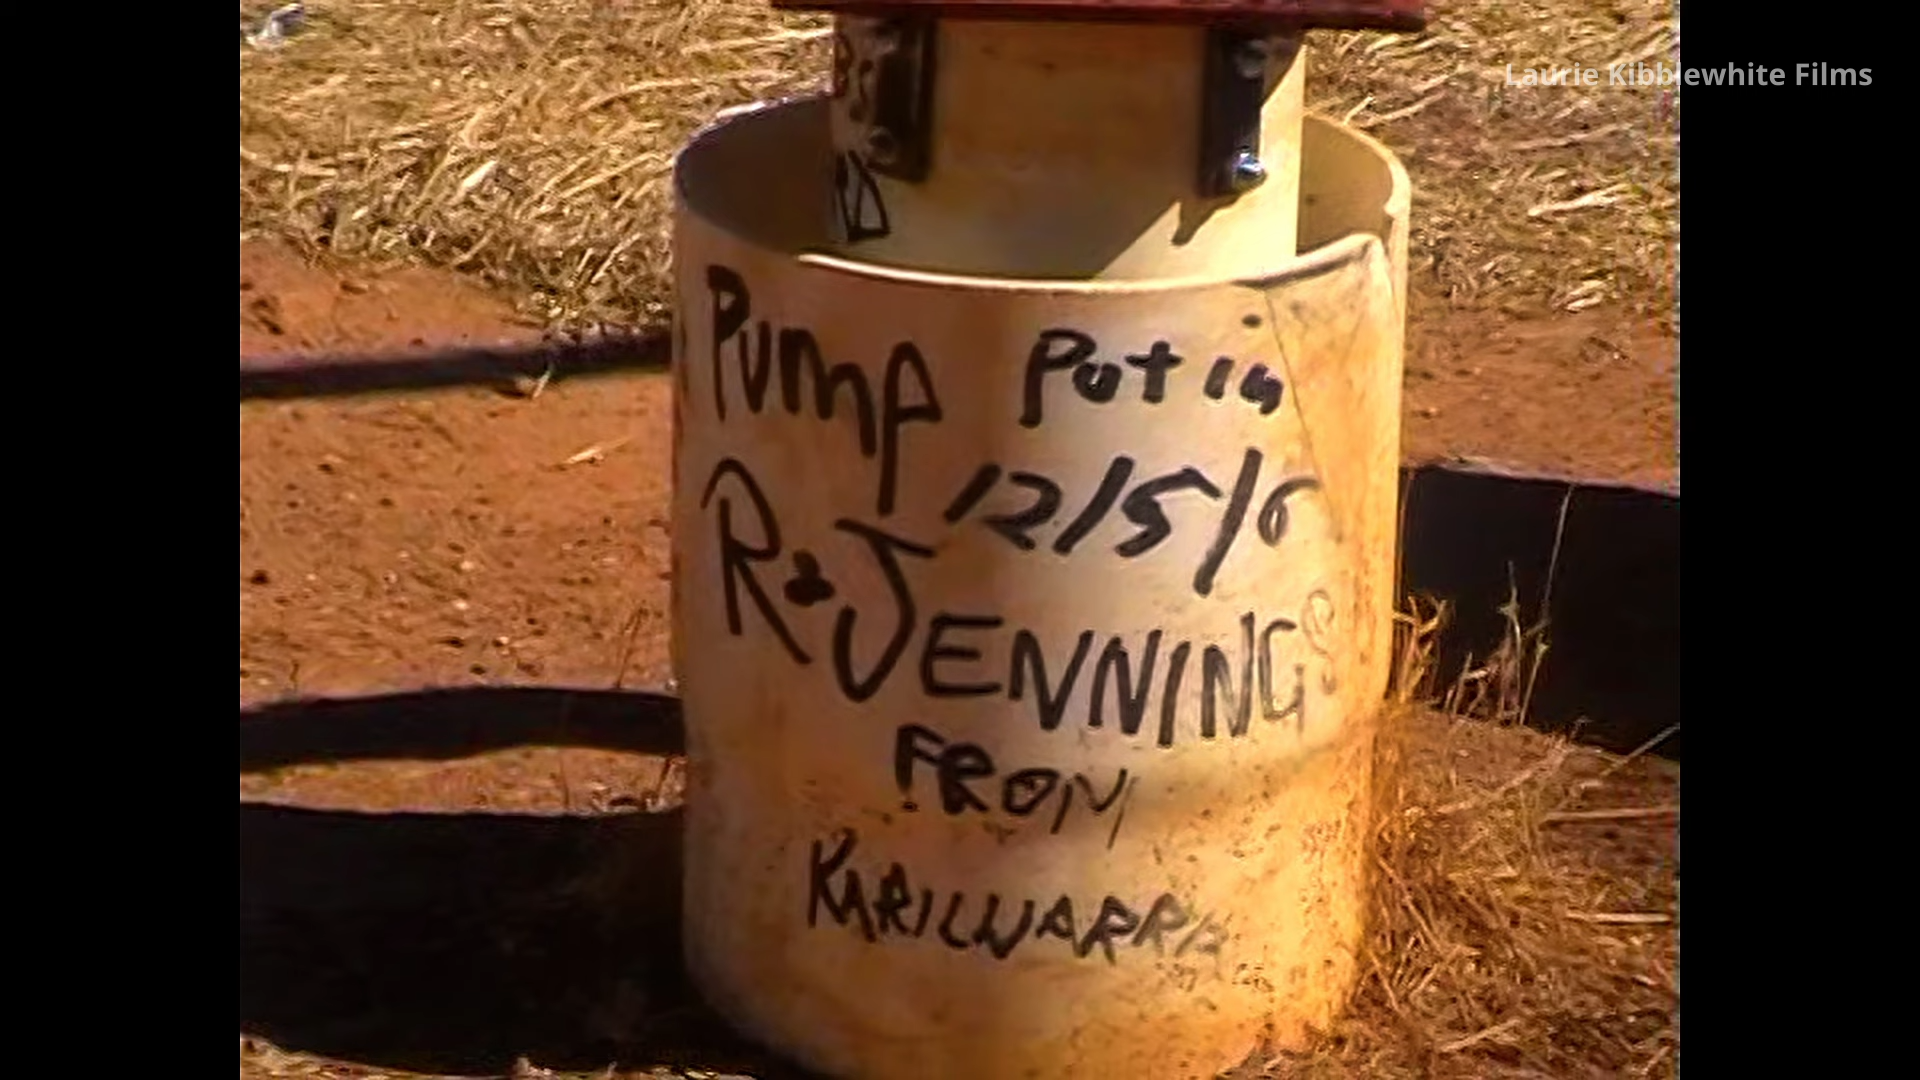 Laurie Kibblewhite Films
Pump Put in
12/5/6
R & JENNINGS
FROM
KARILWARRA